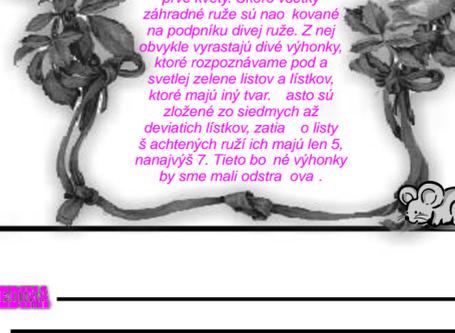 prvé kvety. Skoro všetky
záhradné ruže sú nao kované
na podpníku divej ruže. Z nej
obvykle vyrastajú divé výhonky,
ktoré rozpoznávame pod a
svetlej zelene listov a lístkov,
ktoré majú iný tvar. asto sú
zložené zo siedmych až
deviatich lístkov, zatia o listy
š achtených ruží ich majú len 5,
nanajvýš 7. Tieto bo né výhonky
by sme mali odstra ova .